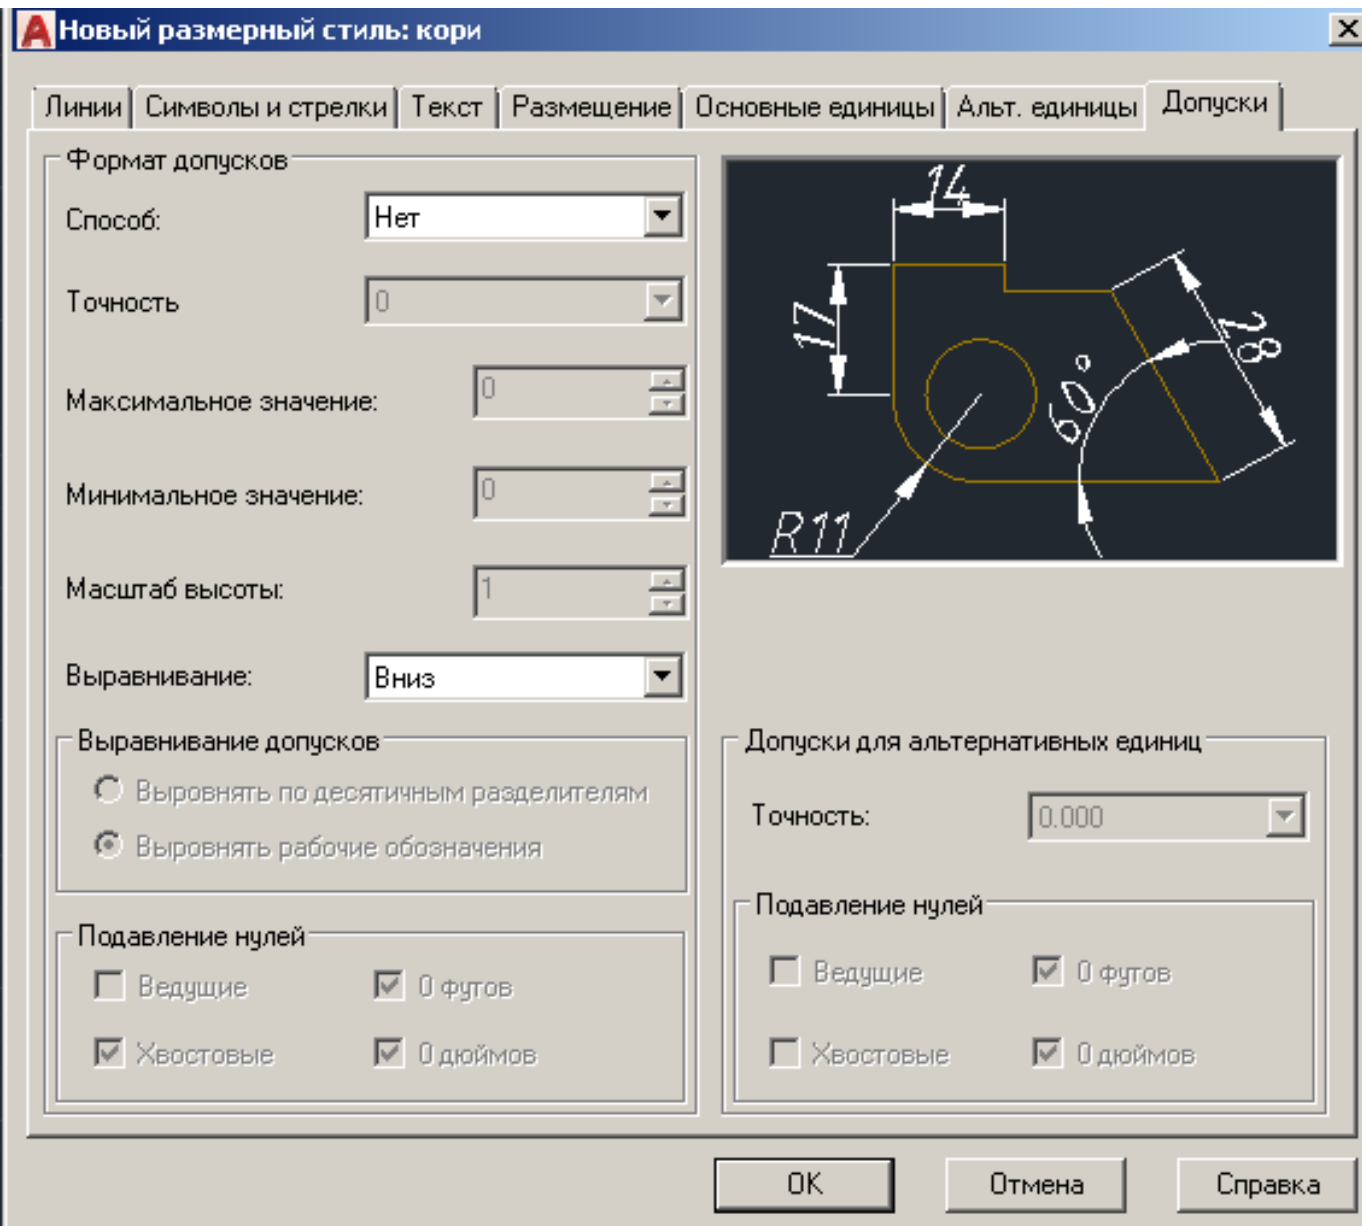 Новый размерный стиль: кори
Линии Символы и стрелки Текст Размещение Основные единицы Альт. единицы Допуски
Формат допусков
Способ: Нет
Точность 0
Максимальное значение: 0
Минимальное значение: 0
Масштаб высоты: 1
Выравнивание: Вниз
Выравнивание допусков
Выровнять по десятичным разделителям
Выровнять рабочие обозначения
Подавление нулей
Ведущие 0 футов
Хвостовые 0 дюймов
14
17
28
60°
R11
Допуски для альтернативных единиц
Точность: 0.000
Подавление нулей
Ведущие 0 футов
Хвостовые 0 дюймов
OK Отмена Справка